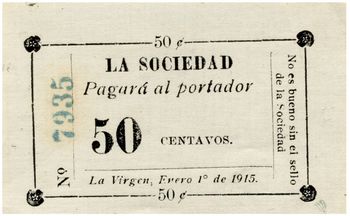 50 ¢
LA SOCIEDAD
Pagará al portador
50 CENTAVOS.
La Virgen, Enero 1° de 1915.
50 ¢
Nº 7935
No es bueno sin el sello
de la Sociedad